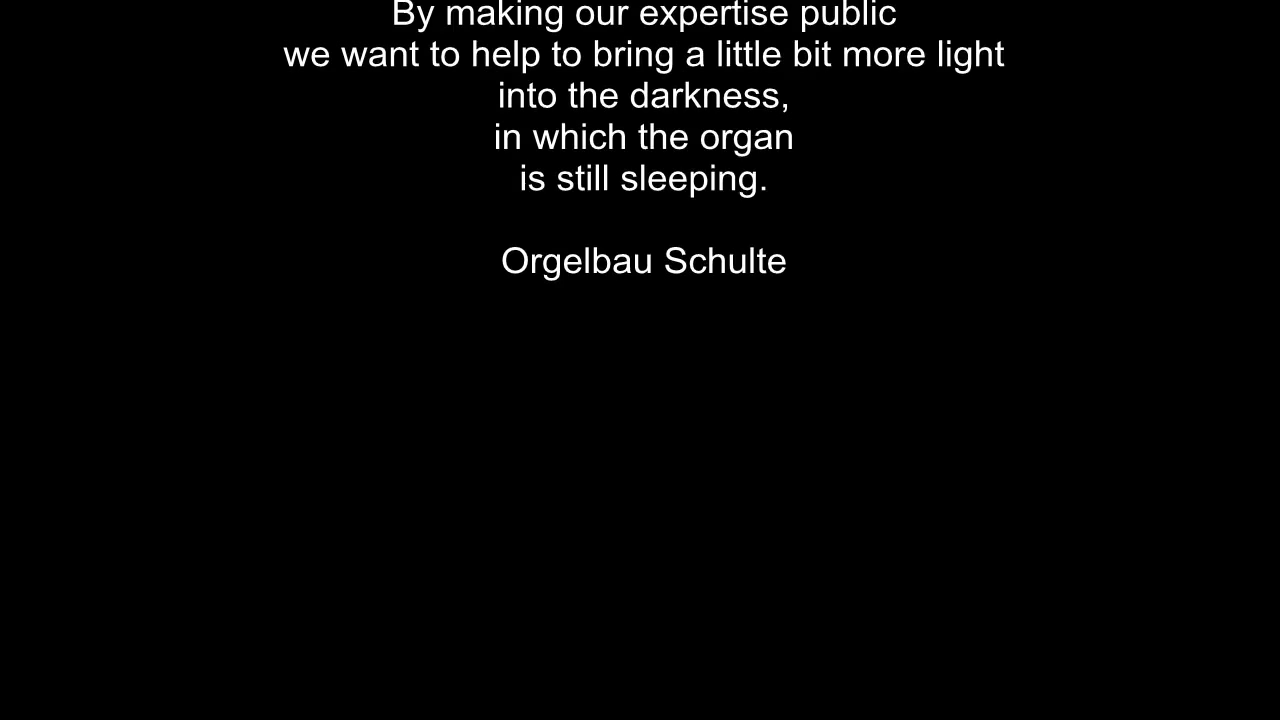 By making our expertise public
we want to help to bring a little bit more light
into the darkness,
in which the organ
is still sleeping.
Orgelbau Schulte